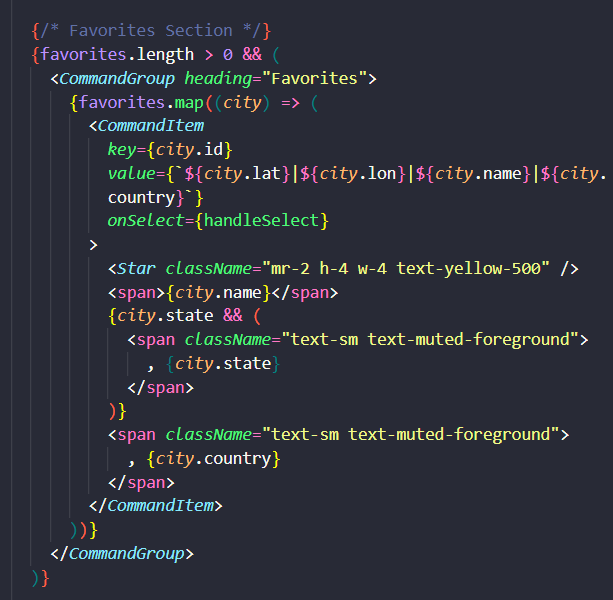 {/* Favorites Section */}
{favorites.length > 0 && (
<CommandGroup heading="Favorites">
{favorites.map((city) => (
<CommandItem
key={city.id}
value={`${city.lat}|${city.lon}|${city.name}|${city.
country}`}
onSelect={handleSelect}
>
<Star className="mr-2 h-4 w-4 text-yellow-500" />
<span>{city.name}</span>
{city.state && (
<span className="text-sm text-muted-foreground">
, {city.state}
</span>
)}
<span className="text-sm text-muted-foreground">
, {city.country}
</span>
</CommandItem>
))}
</CommandGroup>
)}